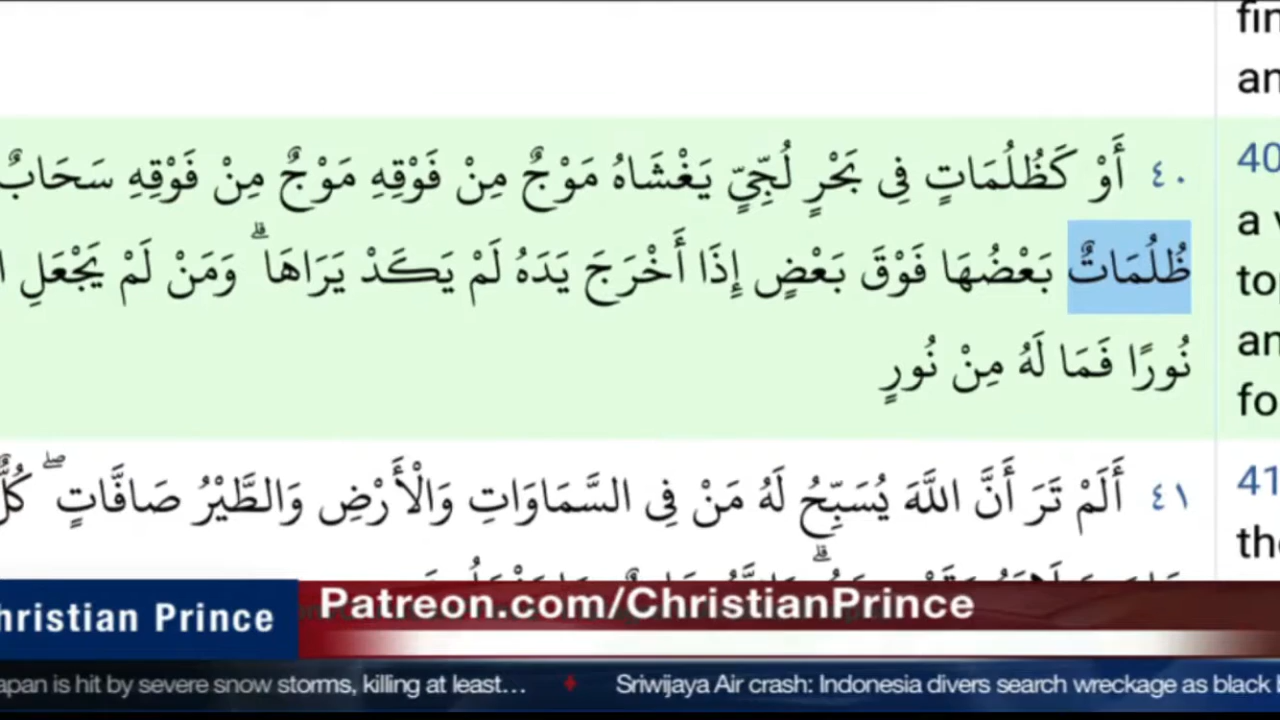 fin
an
٤٠ أَوْ كَظُلُمَاتٍ فِى بَحْرٍ لُجِّىٍّ يَغْشَاهُ مَوْجٌ مِنْ فَوْقِهِ مَوْجٌ مِنْ فَوْقِهِ سَحَابٌ
ظُلُمَاتٌ بَعْضُهَا فَوْقَ بَعْضٍ إِذَا أَخْرَجَ يَدَهُ لَمْ يَكَدْ يَرَاهَا ۗ وَمَنْ لَمْ يَجْعَلِ
نُورًا فَمَا لَهُ مِنْ نُورٍ
40
a
to
an
fo
٤١ أَلَمْ تَرَ أَنَّ اللَّهَ يُسَبِّحُ لَهُ مَنْ فِى السَّمَاوَاتِ وَالْأَرْضِ وَالطَّيْرُ صَافَّاتٍ ۖ كُلٌّ
41
the
hristian Prince
Patreon.com/ChristianPrince
apan is hit by severe snow storms, killing at least... Sriwijaya Air crash: Indonesia divers search wreckage as black